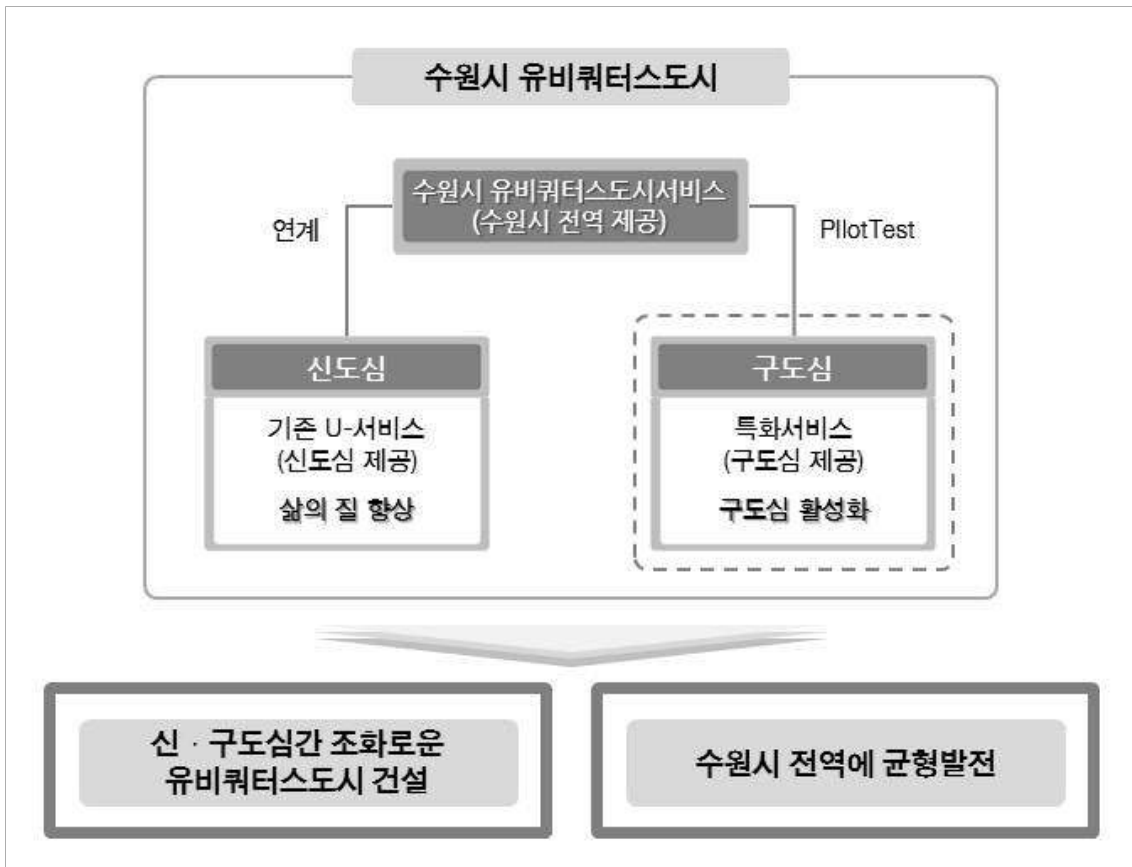 수원시 유비쿼터스도시
수원시 유비쿼터스도시서비스
(수원시 전역 제공)
연계
PIlotTest
신도심
기존 U-서비스
(신도심 제공)
삶의 질 향상
구도심
특화서비스
(구도심 제공)
구도심 활성화
신 · 구도심간 조화로운
유비쿼터스도시 건설
수원시 전역에 균형발전